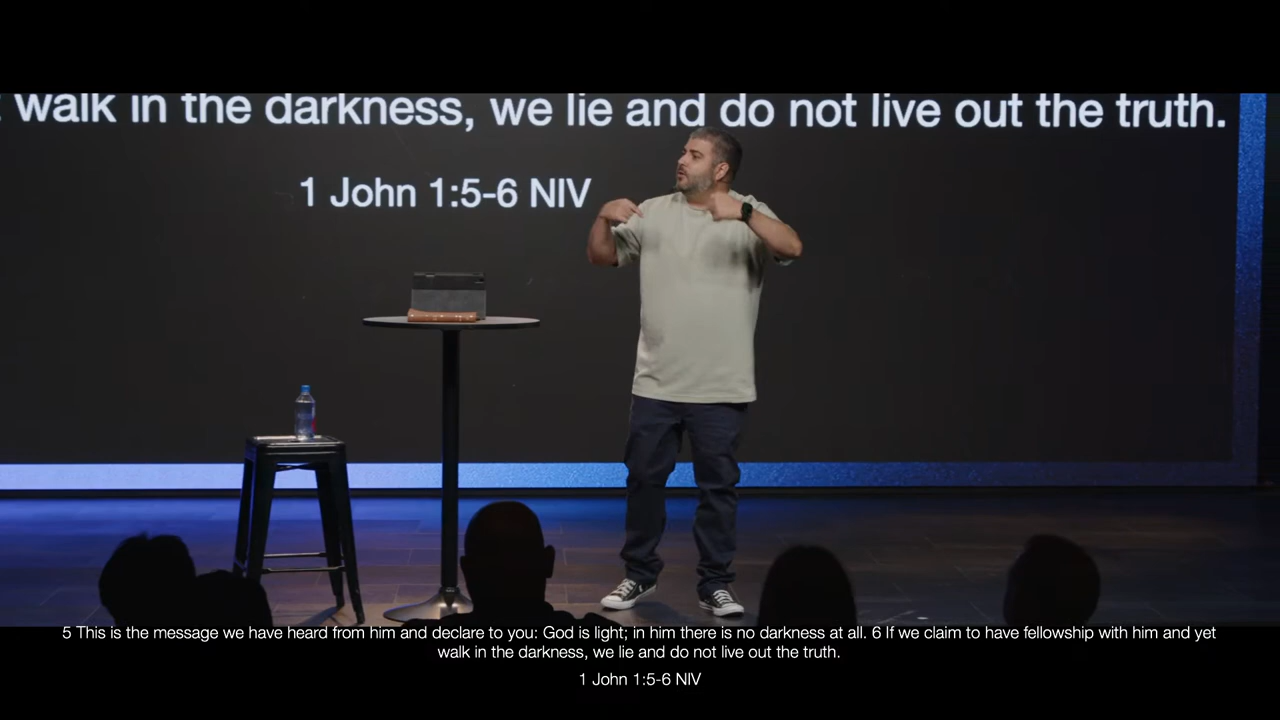 walk in the darkness, we lie and do not live out the truth.
1 John 1:5-6 NIV
5 This is the message we have heard from him and declare to you: God is light; in him there is no darkness at all. 6 If we claim to have fellowship with him and yet
walk in the darkness, we lie and do not live out the truth.
1 John 1:5-6 NIV